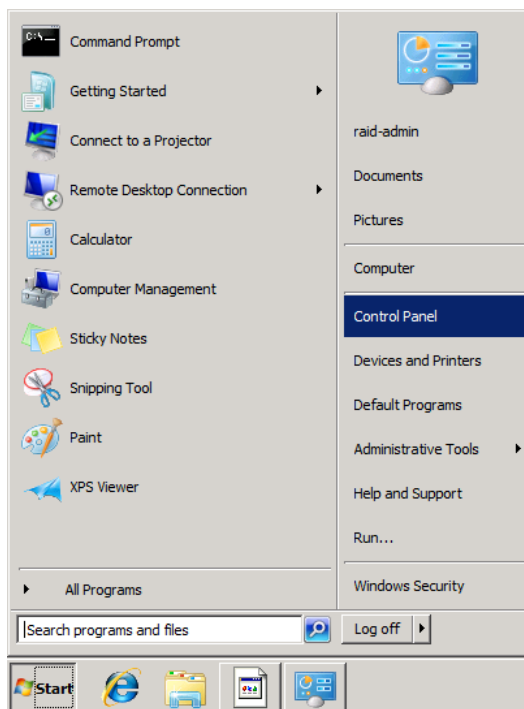 C:\
Command Prompt
Getting Started
Connect to a Projector
Remote Desktop Connection
Calculator
Computer Management
Sticky Notes
Snipping Tool
Paint
XPS Viewer
All Programs
Search programs and files
raid-admin
Documents
Pictures
Computer
Control Panel
Devices and Printers
Default Programs
Administrative Tools
Help and Support
Run...
Windows Security
Log off
Start